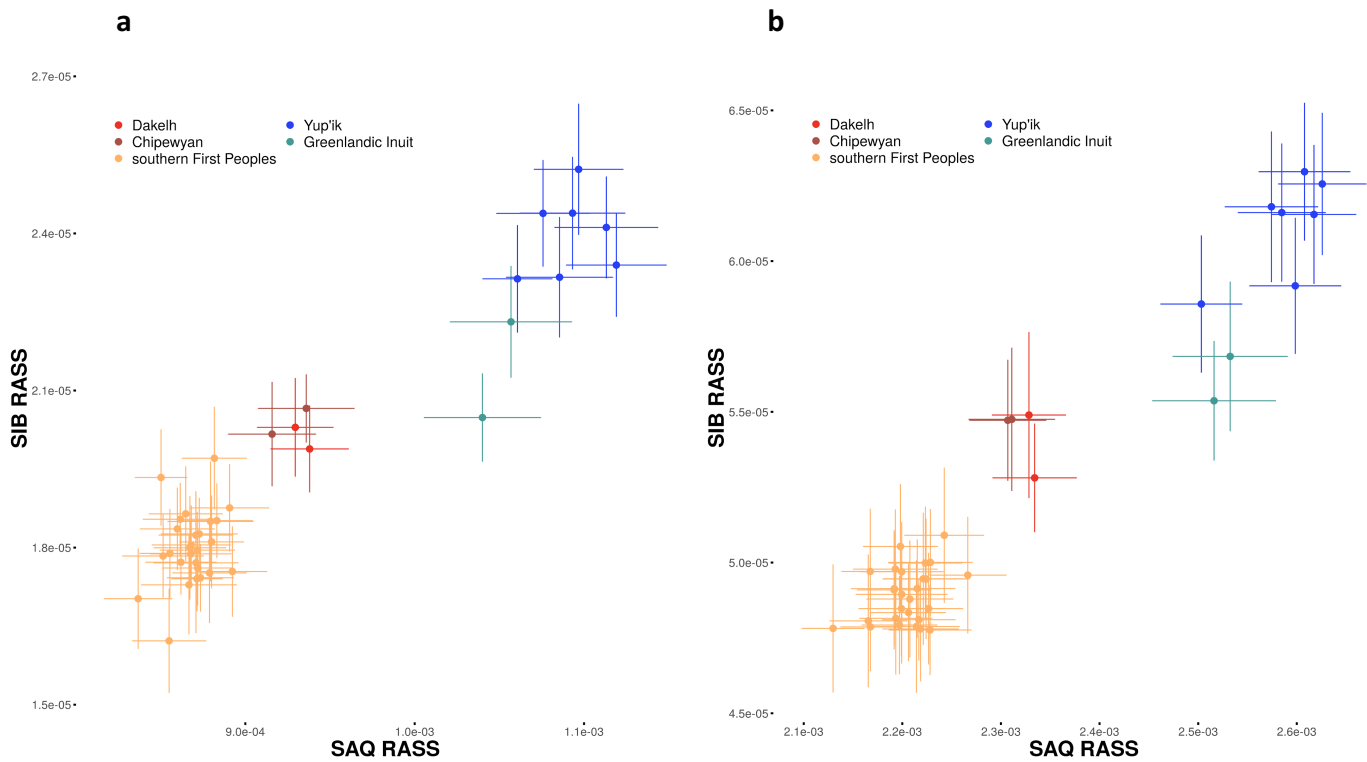 a
2.7e-05
2.4e-05
2.1e-05
1.8e-05
1.5e-05
SIB RASS
Dakelh
Chipewyan
southern First Peoples
Yup'ik
Greenlandic Inuit
9.0e-04
1.0e-03
1.1e-03
SAQ RASS
b
6.5e-05
6.0e-05
5.5e-05
5.0e-05
4.5e-05
SIB RASS
Dakelh
Chipewyan
southern First Peoples
Yup'ik
Greenlandic Inuit
2.1e-03
2.2e-03
2.3e-03
2.4e-03
2.5e-03
2.6e-03
SAQ RASS